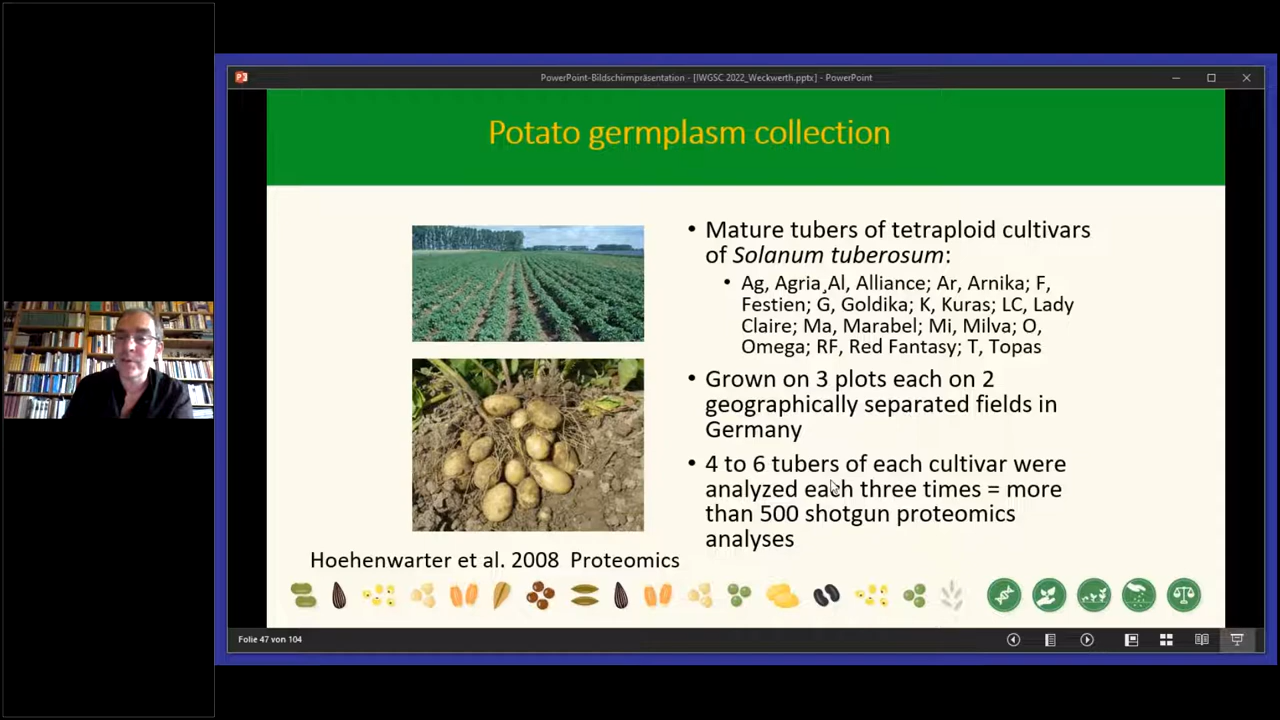 PowerPoint-Bildschirmpräsentation - [IWGSC 2022_Weckwerth.pptx] - PowerPoint
Potato germplasm collection
• Mature tubers of tetraploid cultivars
of Solanum tuberosum:
• Ag, Agria Al, Alliance; Ar, Arnika; F,
Festien; G, Goldika; K, Kuras; LC, Lady
Claire; Ma, Marabel; Mi, Milva; O,
Omega; RF, Red Fantasy; T, Topas
• Grown on 3 plots each on 2
geographically separated fields in
Germany
• 4 to 6 tubers of each cultivar were
analyzed each three times = more
than 500 shotgun proteomics
analyses
Hoehenwarter et al. 2008 Proteomics
Folie 47 von 104